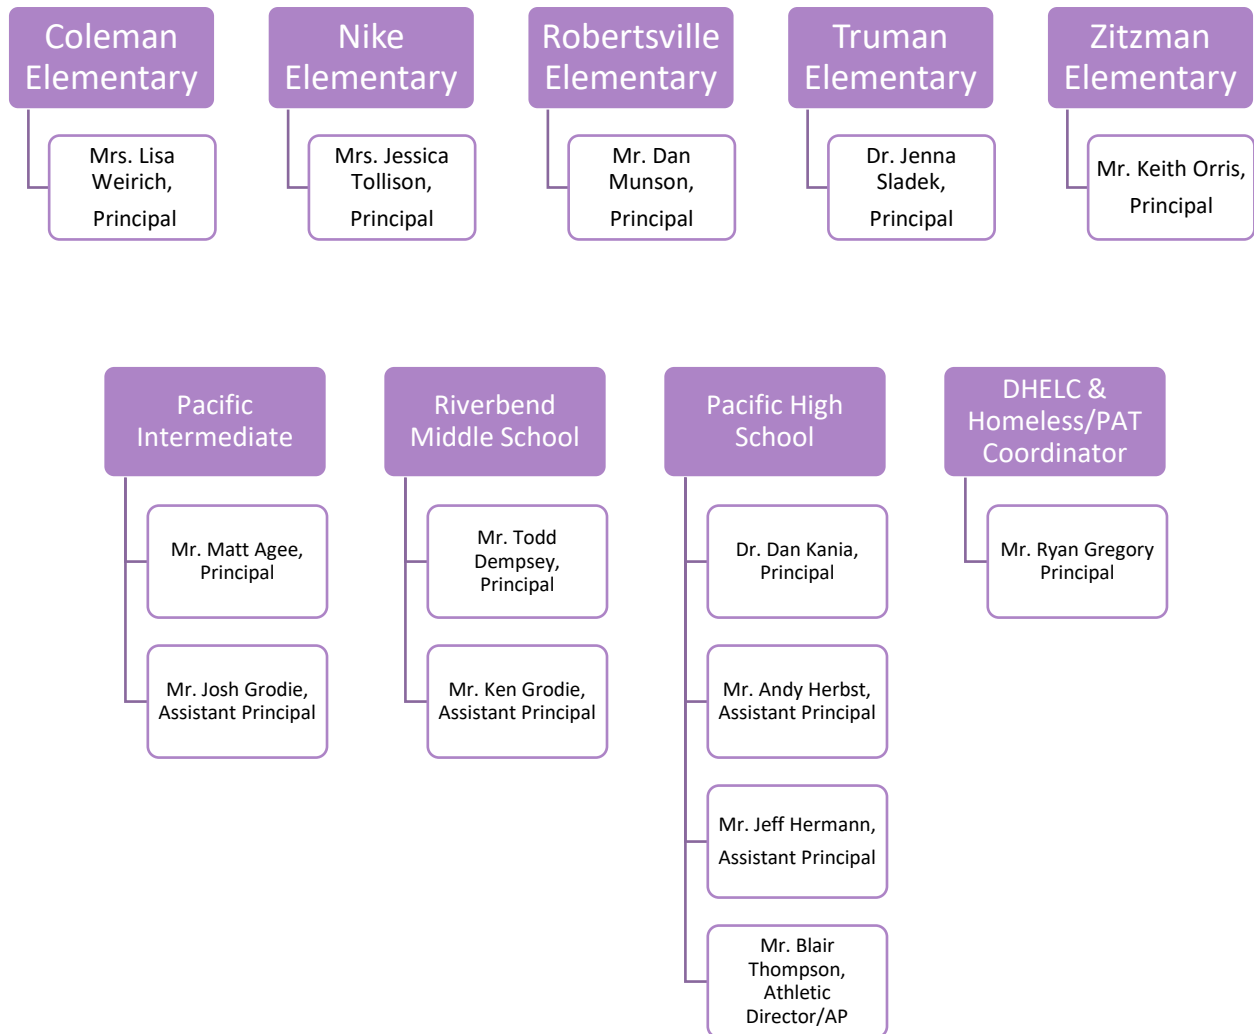 Coleman
Elementary
Mrs. Lisa
Weirich,
Principal
Nike
Elementary
Mrs. Jessica
Tollison,
Principal
Robertsville
Elementary
Mr. Dan
Munson,
Principal
Truman
Elementary
Dr. Jenna
Sladek,
Principal
Zitzman
Elementary
Mr. Keith Orris,
Principal
Pacific
Intermediate
Mr. Matt Agee,
Principal
Mr. Josh Grodie,
Assistant Principal
Riverbend
Middle School
Mr. Todd
Dempsey,
Principal
Mr. Ken Grodie,
Assistant Principal
Pacific High
School
Dr. Dan Kania,
Principal
Mr. Andy Herbst,
Assistant Principal
Mr. Jeff Hermann,
Assistant Principal
Mr. Blair
Thompson,
Athletic
Director/AP
DHELC &
Homeless/PAT
Coordinator
Mr. Ryan Gregory
Principal